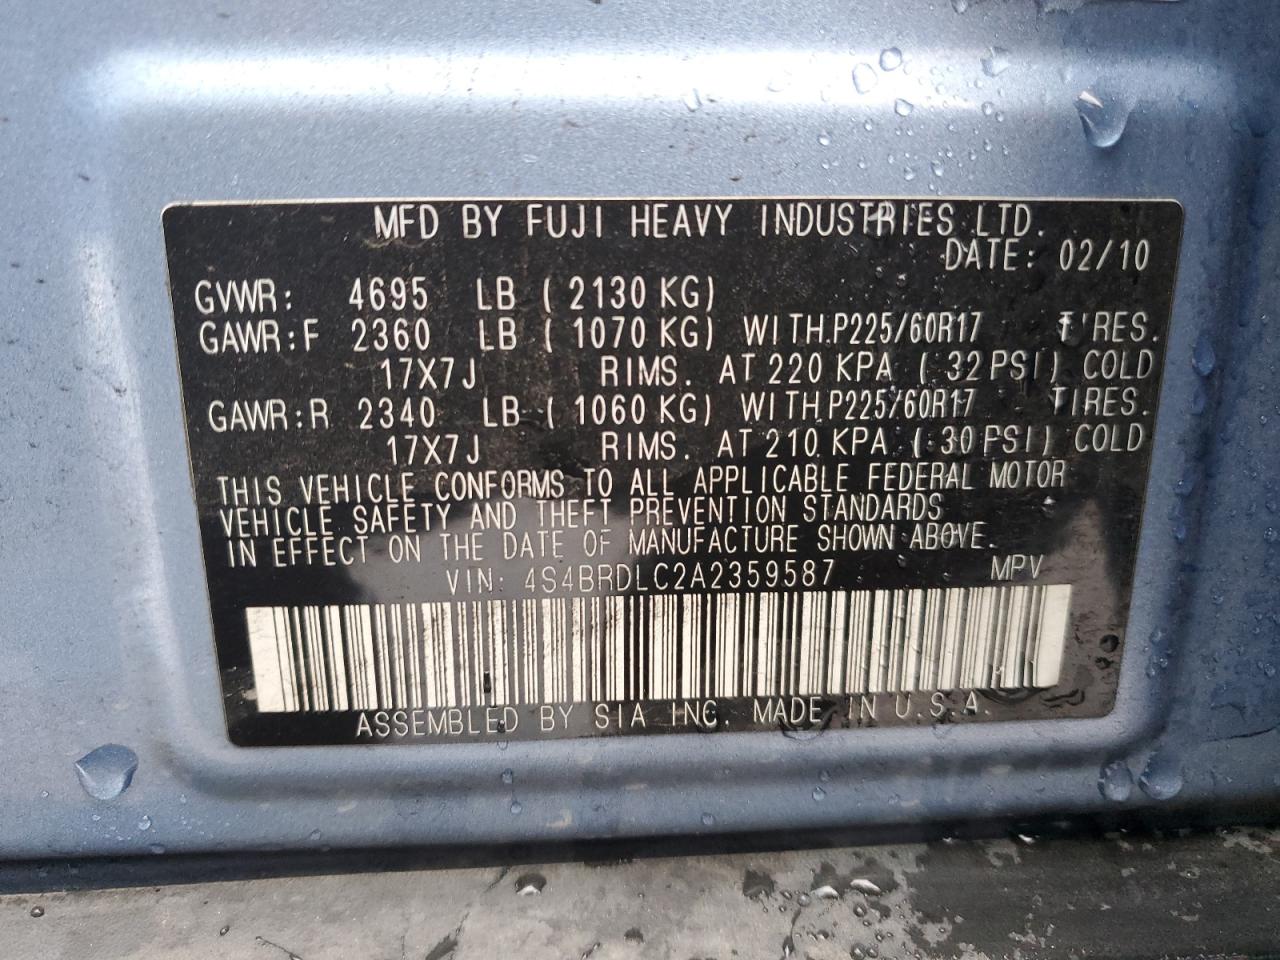 MFD BY FUJI HEAVY INDUSTRIES LTD.
DATE: 02/10
GVWR: 4695 LB (2130 KG)
GAWR:F 2360 LB (1070 KG) WITH P225/60R17 TIRES.
17X7J RIMS. AT 220 KPA (32 PSI) COLD
GAWR:R 2340 LB (1060 KG) WITH P225/60R17 TIRES.
17X7J RIMS. AT 210 KPA (30 PSI) COLD
THIS VEHICLE CONFORMS TO ALL APPLICABLE FEDERAL MOTOR
VEHICLE SAFETY AND THEFT PREVENTION STANDARDS
IN EFFECT ON THE DATE OF MANUFACTURE SHOWN ABOVE.
VIN: 4S4BRDLC2A2359587 MPV
ASSEMBLED BY SIA INC. MADE IN U.S.A.